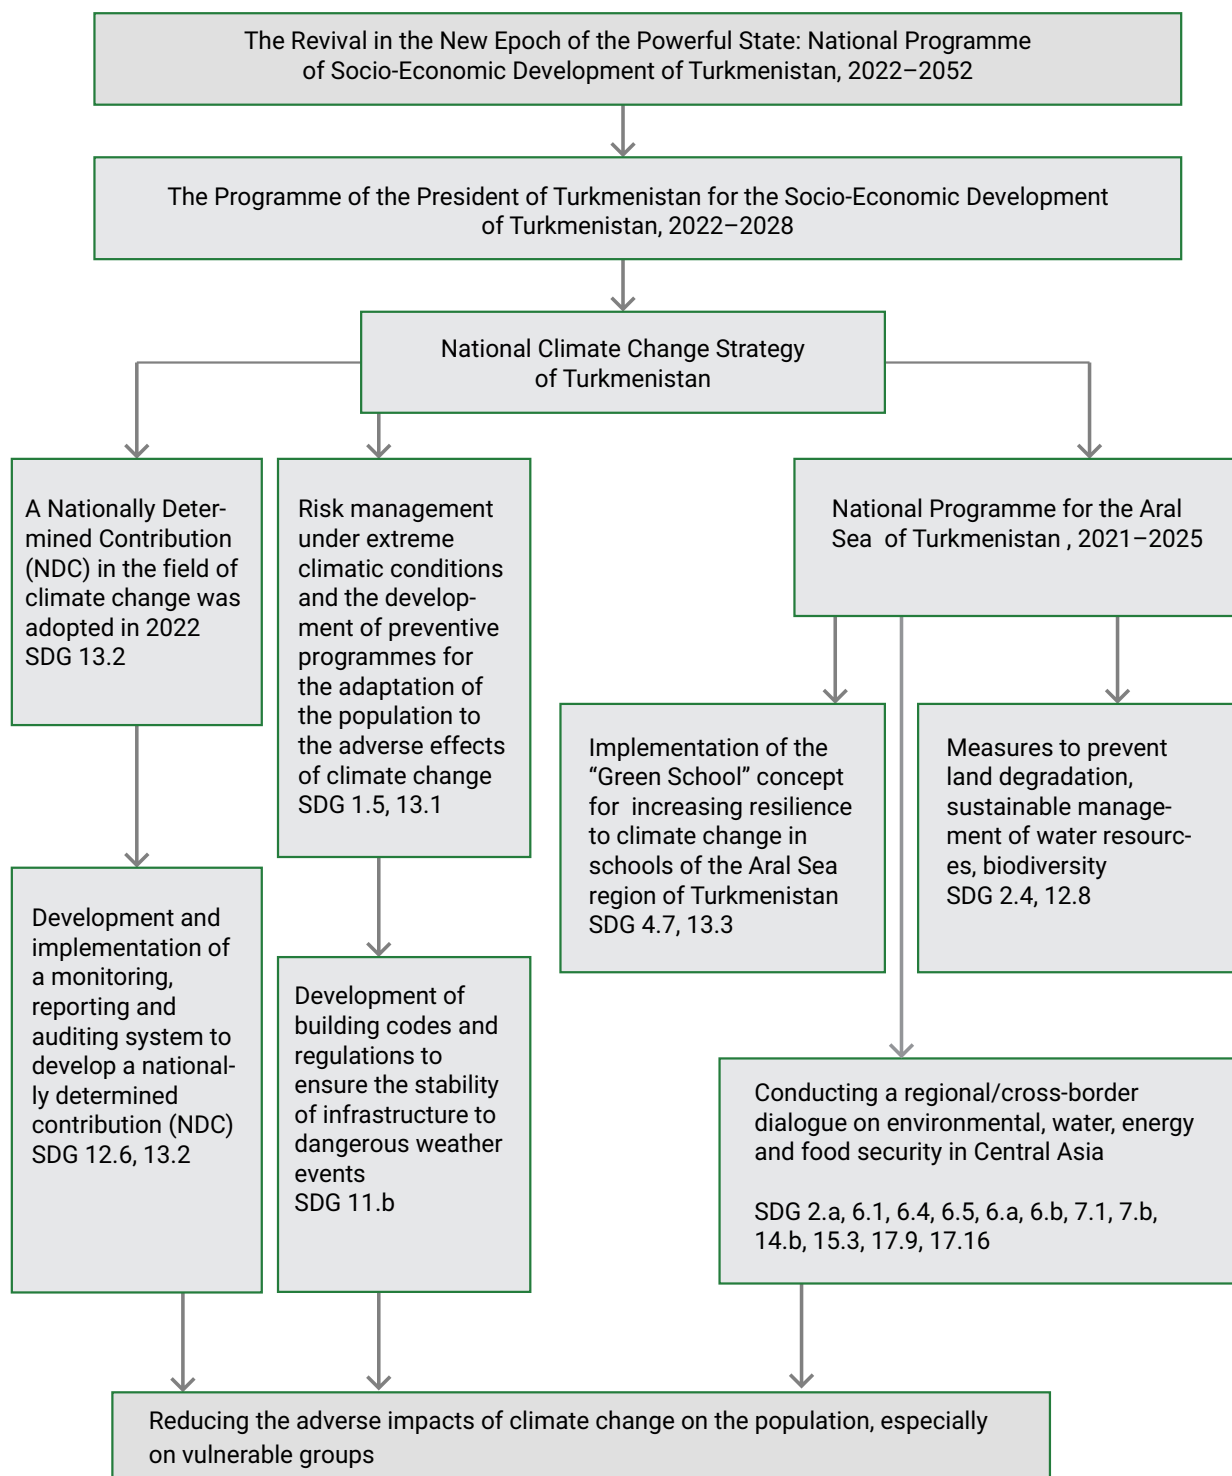 The Revival in the New Epoch of the Powerful State: National Programme
of Socio-Economic Development of Turkmenistan, 2022–2052
The Programme of the President of Turkmenistan for the Socio-Economic Development
of Turkmenistan, 2022–2028
National Climate Change Strategy
of Turkmenistan
A Nationally Deter-
mined Contribution
(NDC) in the field of
climate change was
adopted in 2022
SDG 13.2
Risk management
under extreme
climatic conditions
and the develop-
ment of preventive
programmes for
the adaptation of
the population to
the adverse effects
of climate change
SDG 1.5, 13.1
National Programme for the Aral
Sea  of Turkmenistan , 2021–2025
Implementation of the
“Green School” concept
for  increasing resilience
to climate change in
schools of the Aral Sea
region of Turkmenistan
SDG 4.7, 13.3
Measures to prevent
land degradation,
sustainable manage-
ment of water resourc-
es, biodiversity
SDG 2.4, 12.8
Development and
implementation of
a monitoring,
reporting and
auditing system to
develop a national-
ly determined
contribution (NDC)
SDG 12.6, 13.2
Development of
building codes and
regulations to
ensure the stability
of infrastructure to
dangerous weather
events
SDG 11.b
Conducting a regional/cross-border
dialogue on environmental, water, energy
and food security in Central Asia
SDG 2.a, 6.1, 6.4, 6.5, 6.a, 6.b, 7.1, 7.b,
14.b, 15.3, 17.9, 17.16
Reducing the adverse impacts of climate change on the population, especially
on vulnerable groups